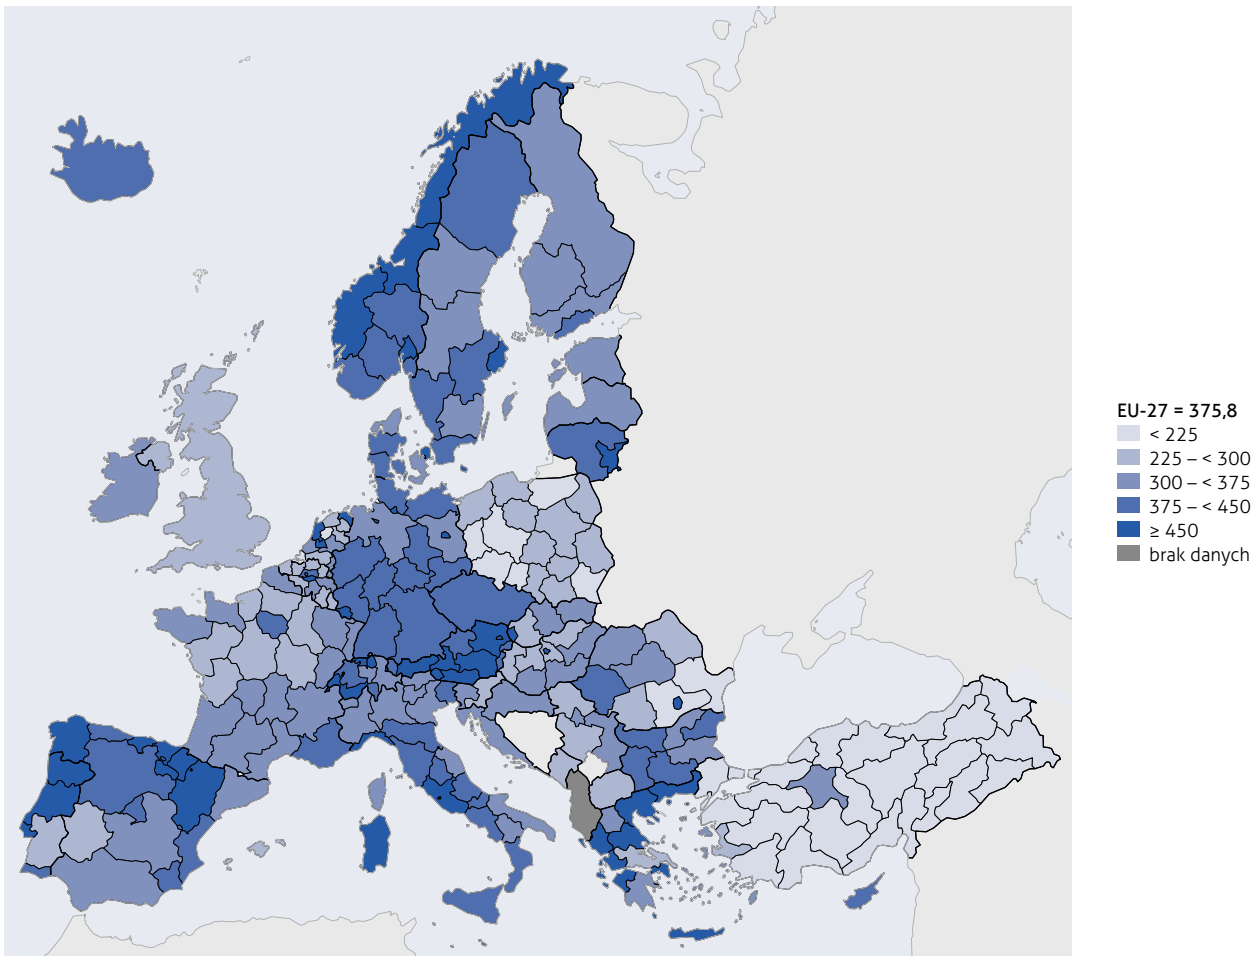 EU-27 = 375,8
< 225
225 – < 300
300 – < 375
375 – < 450
≥ 450
brak danych